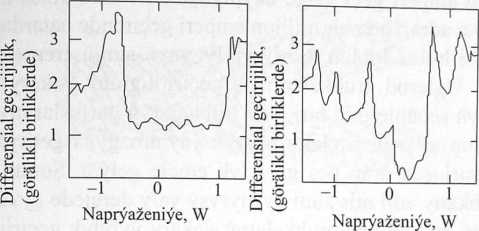 Differensial geçirijilik,
(görälikli birliklerde)
2
1
−1 0 1
Naprýaženiýe, W
Differensial geçirijilik,
(görälikli birliklerde)
3
2
1
−1 0 1
Naprýaženiýe, W